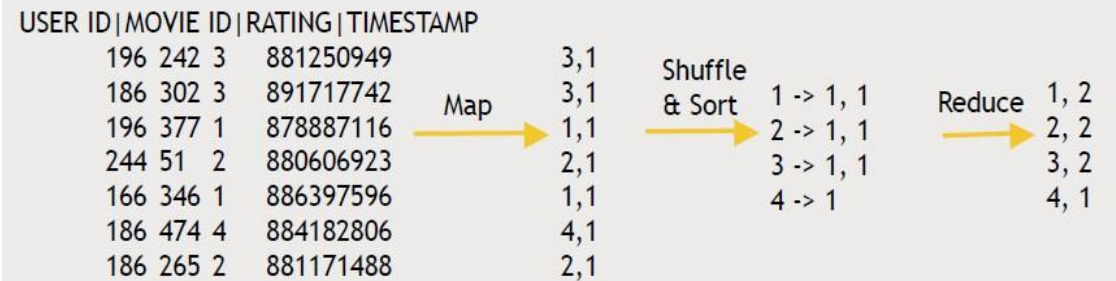 USER ID|MOVIE ID|RATING|TIMESTAMP
196 242 3 881250949
186 302 3 891717742
196 377 1 878887116
244 51 2 880606923
166 346 1 886397596
186 474 4 884182806
186 265 2 881171488
Map
3,1
3,1
1,1
2,1
1,1
4,1
2,1
Shuffle
& Sort
1 -> 1, 1
2 -> 1, 1
3 -> 1, 1
4 -> 1
Reduce
1, 2
2, 2
3, 2
4, 1